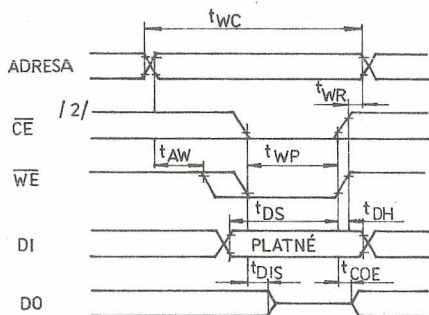 tWC
ADRESA
tWR
/2/
CE
tAW
tWP
WE
tDS
tDH
DI
PLATNÉ
tDIS
tCOE
DO